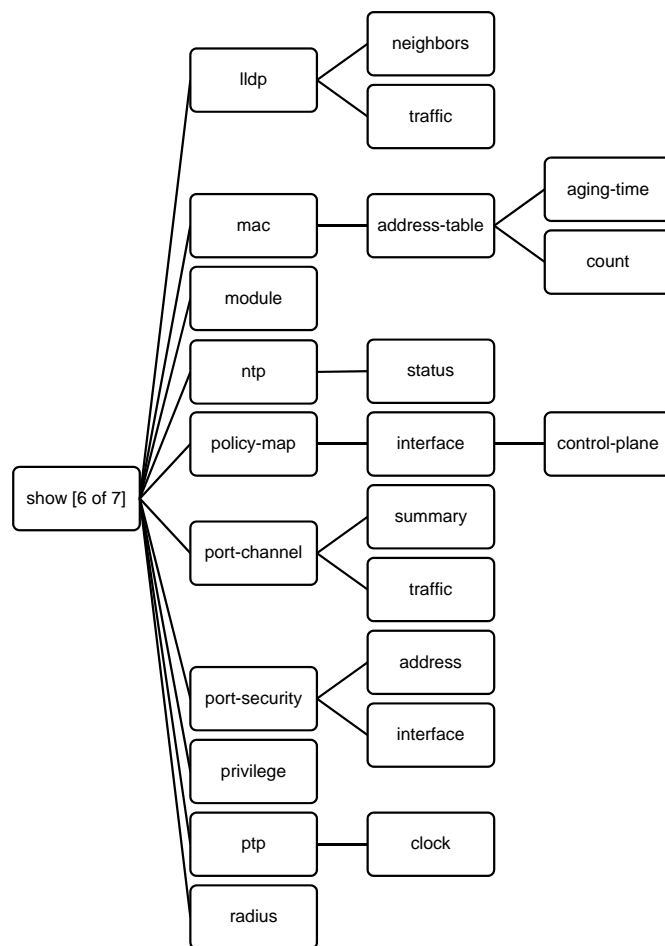 neighbors
lldp
traffic
aging-time
mac
address-table
count
module
ntp
status
policy-map
interface
control-plane
show [6 of 7]
summary
port-channel
traffic
address
port-security
interface
privilege
ptp
clock
radius